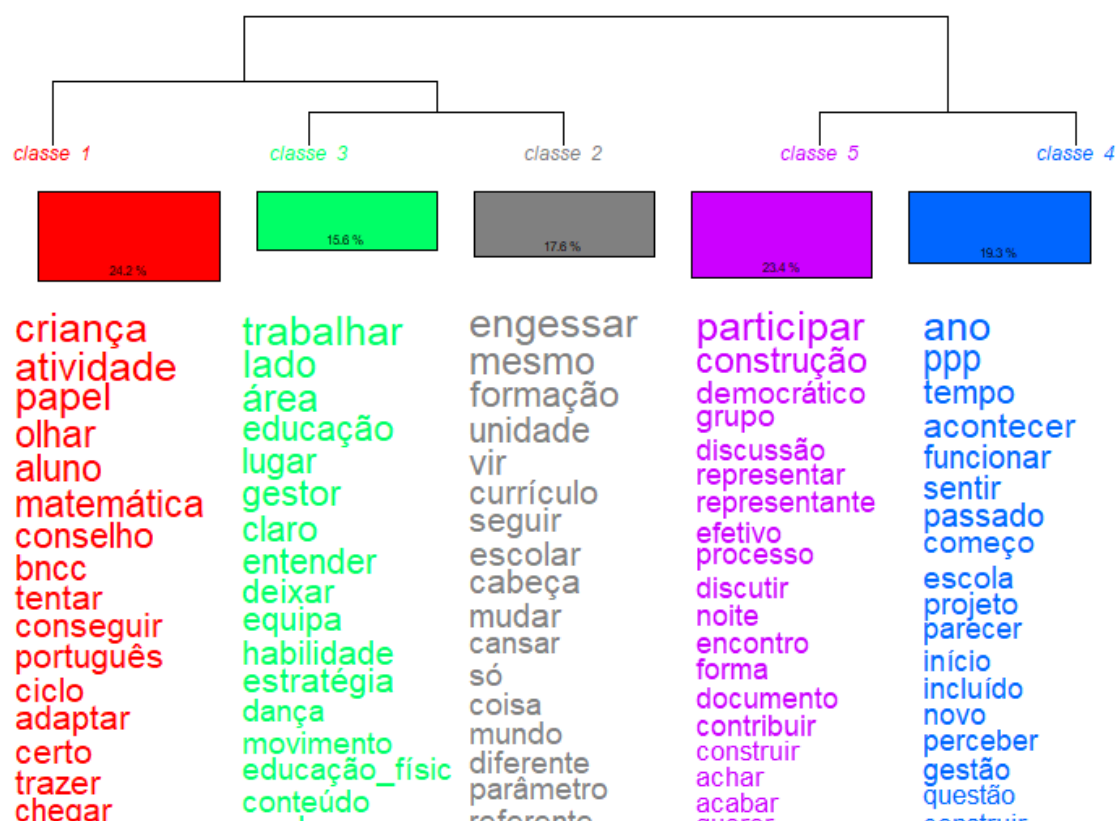 classe 1
classe 3
classe 2
classe 5
classe 4
24.2 %
15.6 %
17.6 %
23.4 %
19.3 %
criança
atividade
papel
olhar
aluno
matemática
conselho
bncc
tentar
conseguir
português
ciclo
adaptar
certo
trazer
chegar
trabalhar
lado
área
educação
lugar
gestor
claro
entender
deixar
equipa
habilidade
estratégia
dança
movimento
educação_físic
conteúdo
engessar
mesmo
formação
unidade
vir
currículo
seguir
escolar
cabeça
mudar
cansar
só
coisa
mundo
diferente
parâmetro
referente
participar
construção
democrático
grupo
discussão
representar
representante
efetivo
processo
discutir
noite
encontro
forma
documento
contribuir
construir
achar
acabar
querer
ano
ppp
tempo
acontecer
funcionar
sentir
passado
começo
escola
projeto
parecer
início
incluído
novo
perceber
gestão
questão
construir